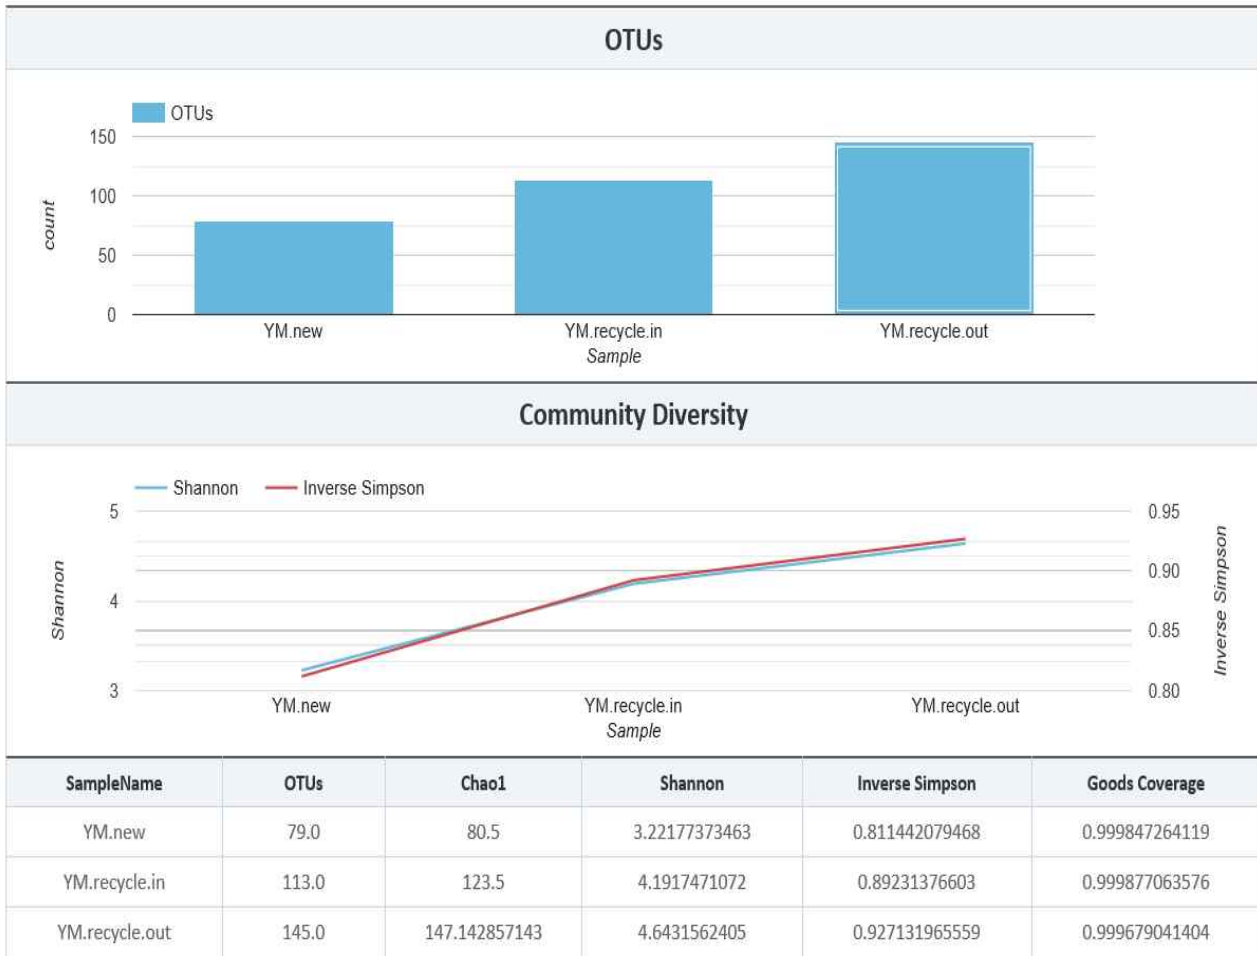 OTUs
OTUs
150
100
50
0
count
YM.new YM.recycle.in YM.recycle.out
Sample
Community Diversity
Shannon Inverse Simpson
5 0.95
0.90
4
0.85
3 0.80
Shannon
Inverse Simpson
YM.new YM.recycle.in YM.recycle.out
Sample
SampleName OTUs Chao1 Shannon Inverse Simpson Goods Coverage
YM.new 79.0 80.5 3.22177373463 0.811442079468 0.999847264119
YM.recycle.in 113.0 123.5 4.1917471072 0.89231376603 0.999877063576
YM.recycle.out 145.0 147.142857143 4.6431562405 0.927131965559 0.999679041404